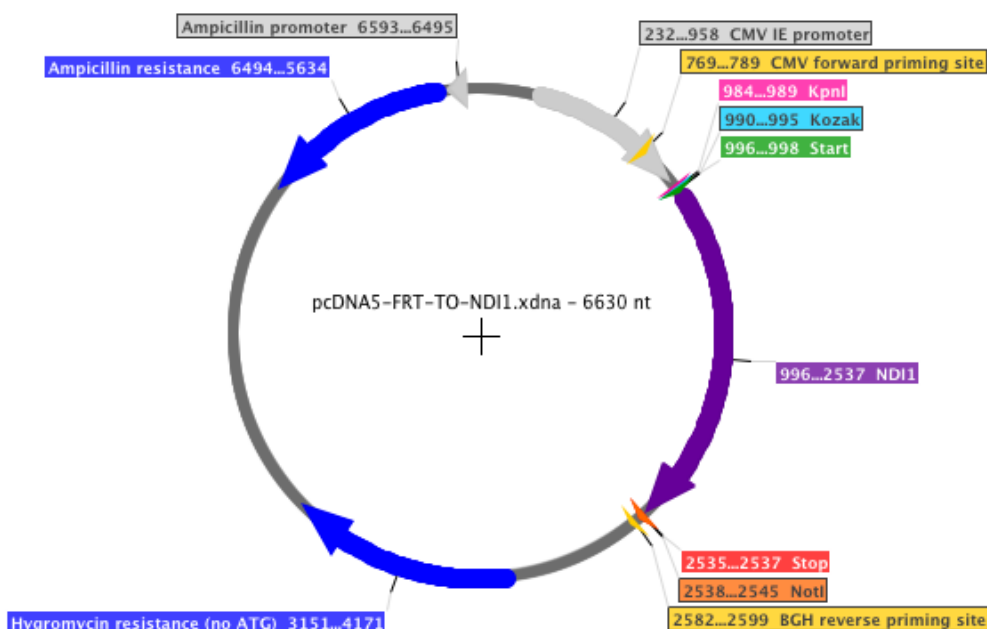 Ampicillin promoter 6593...6495
232...958 CMV IE promoter
Ampicillin resistance 6494...5634
769...789 CMV forward priming site
984...989 KpnI
990...995 Kozak
996...998 Start
pcDNA5-FRT-TO-NDI1.xdna - 6630 nt
996...2537 NDI1
2535...2537 Stop
2538...2545 NotI
2582...2599 BGH reverse priming site
Hygromycin resistance (no ATG) 3151...4171